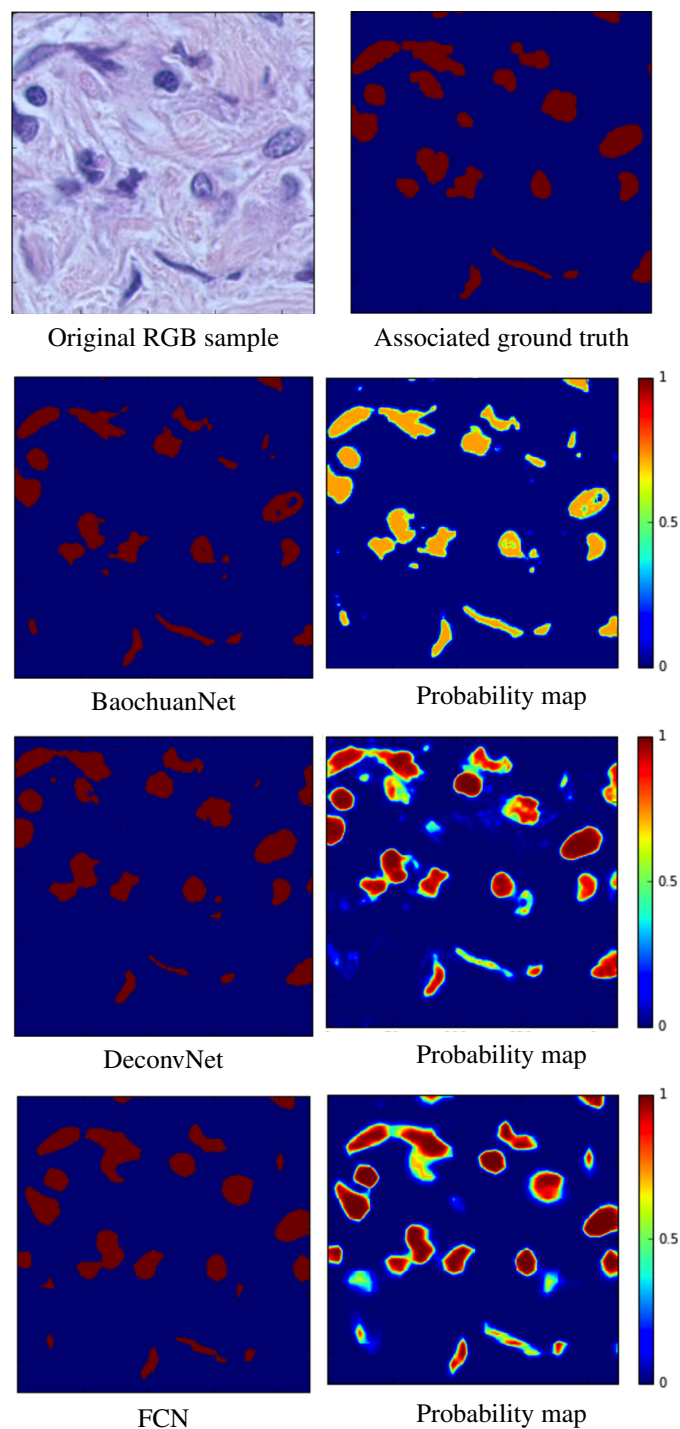 Original RGB sample
Associated ground truth
1
0.5
0
BaochuanNet
Probability map
1
0.5
0
DeconvNet
Probability map
1
0.5
0
FCN
Probability map